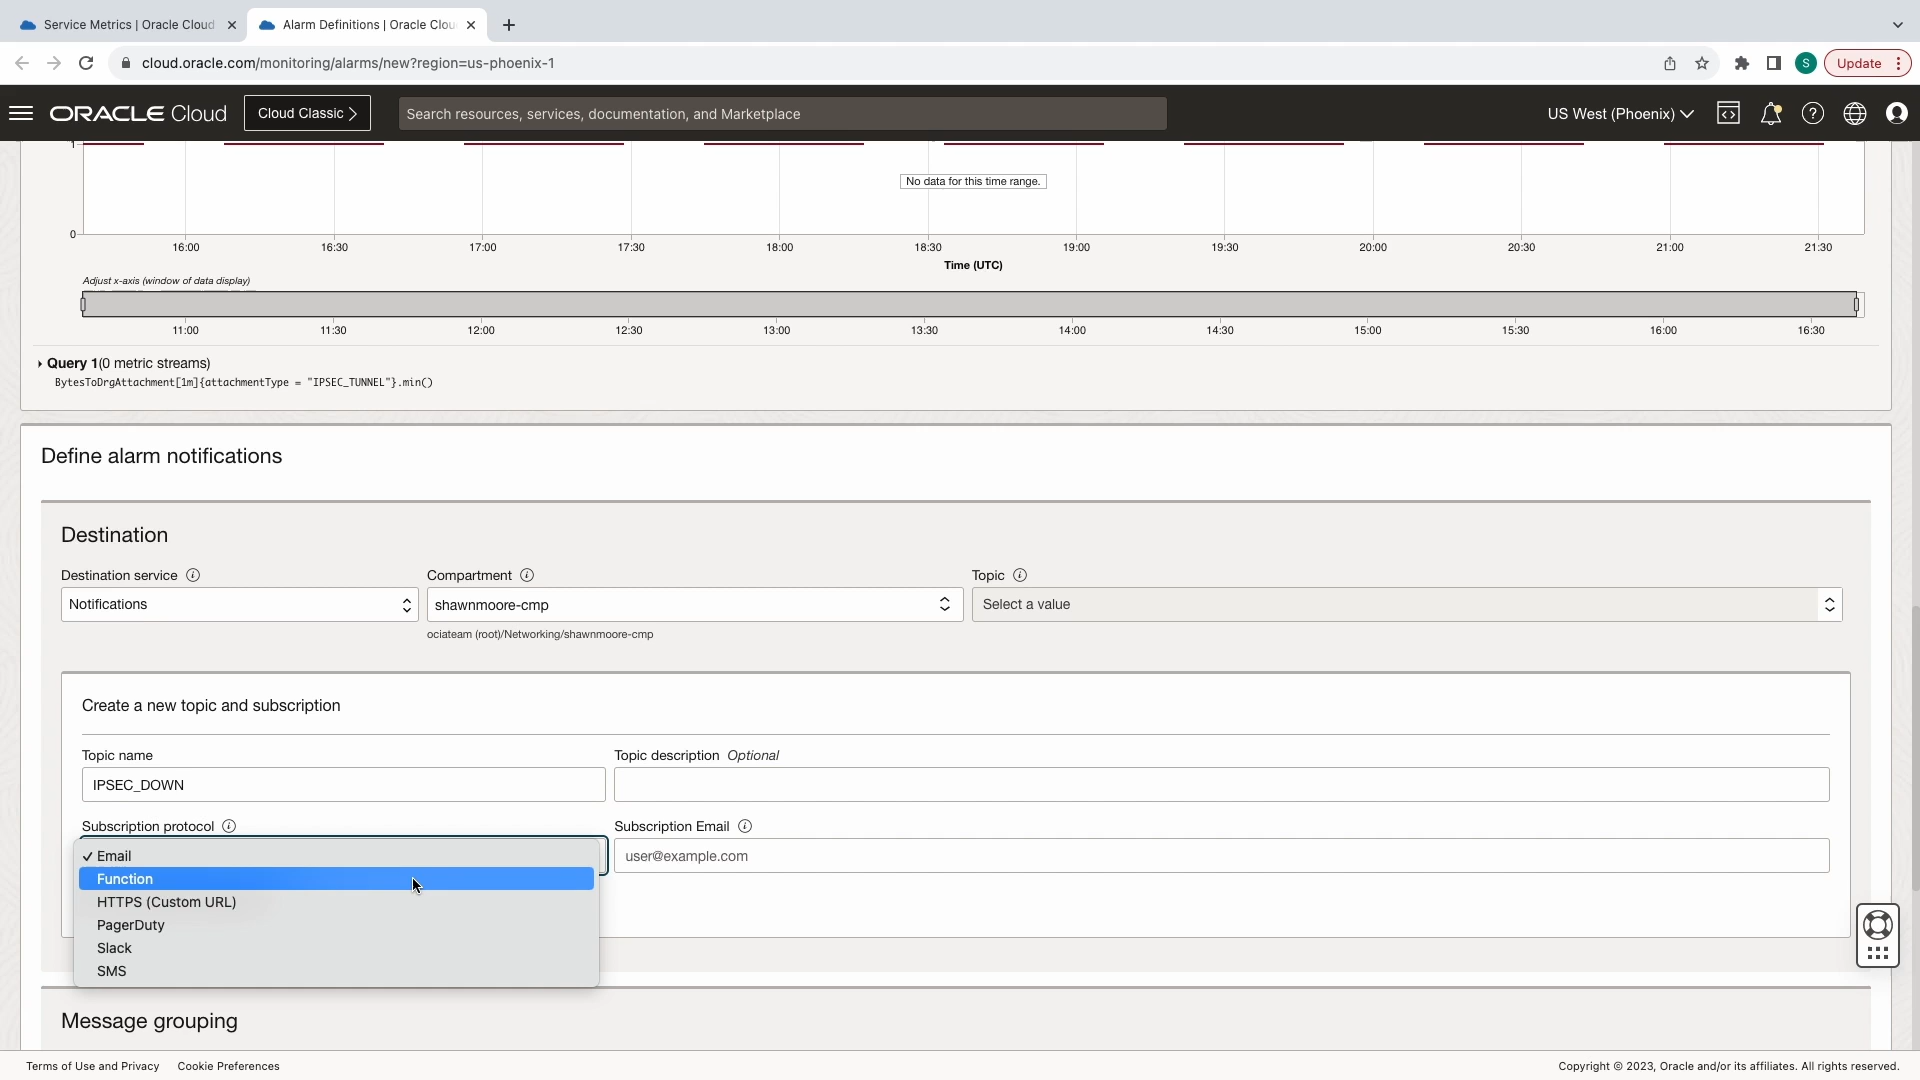 Service Metrics | Oracle Cloud
Alarm Definitions | Oracle Clou
cloud.oracle.com/monitoring/alarms/new?region=us-phoenix-1
S
Update
ORACLE Cloud
Cloud Classic
Search resources, services, documentation, and Marketplace
US West (Phoenix)
1
No data for this time range.
0
16:00 16:30 17:00 17:30 18:00 18:30 19:00 19:30 20:00 20:30 21:00 21:30
Time (UTC)
Adjust x-axis (window of data display)
11:00 11:30 12:00 12:30 13:00 13:30 14:00 14:30 15:00 15:30 16:00 16:30
Query 1(0 metric streams)
BytesToDrgAttachment[1m]{attachmentType = "IPSEC_TUNNEL"}.min()
Define alarm notifications
Destination
Destination service Compartment Topic
Notifications shawnmoore-cmp Select a value
ociateam (root)/Networking/shawnmoore-cmp
Create a new topic and subscription
Topic name Topic description Optional
IPSEC_DOWN
Subscription protocol Subscription Email
Email
user@example.com
Function
HTTPS (Custom URL)
PagerDuty
Slack
SMS
Message grouping
Terms of Use and Privacy Cookie Preferences
Copyright © 2023, Oracle and/or its affiliates. All rights reserved.